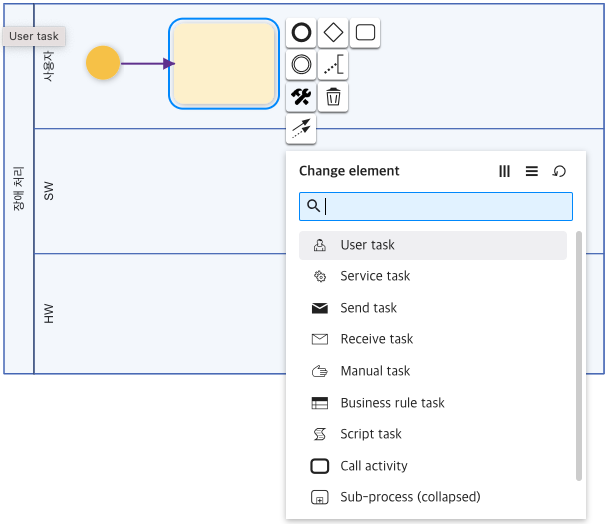 User task
사용자
장애 처리
SW
HW
Change element
User task
Service task
Send task
Receive task
Manual task
Business rule task
Script task
Call activity
Sub-process (collapsed)